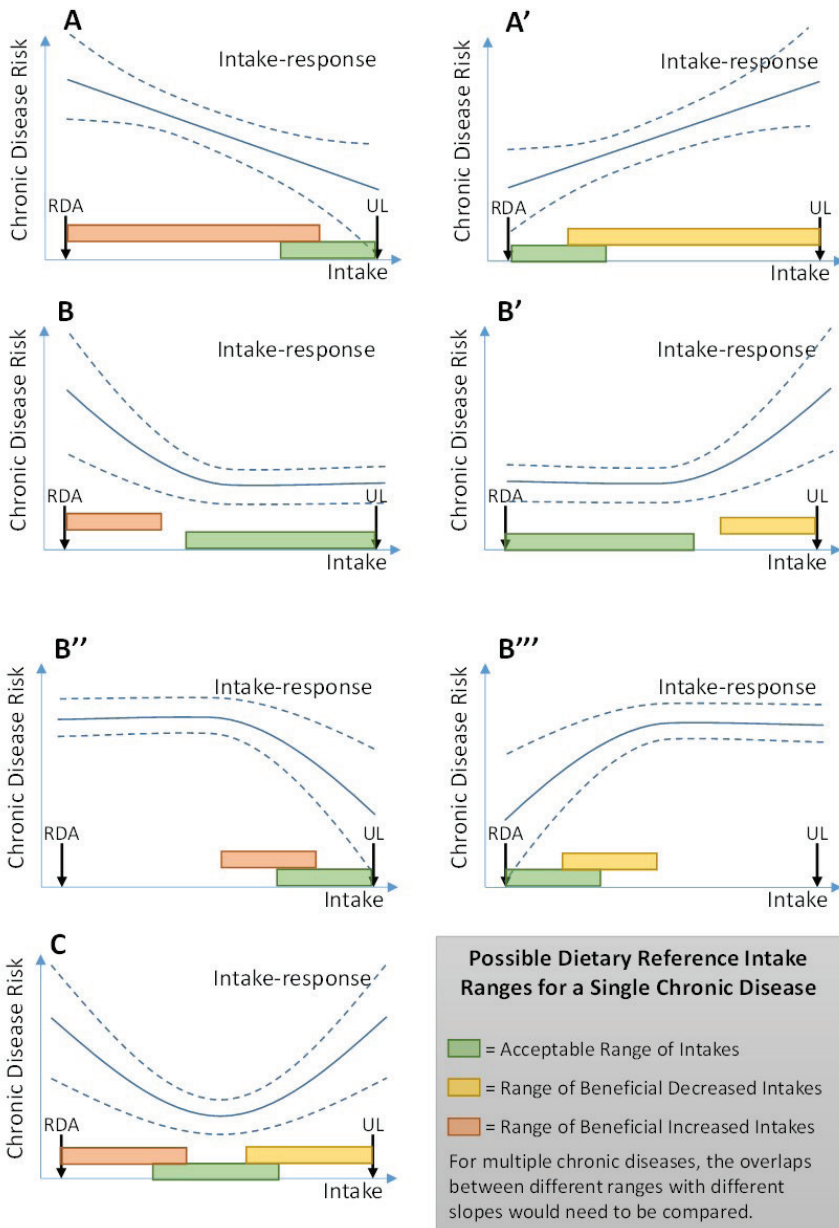 A
Chronic Disease Risk
Intake-response
RDA
UL
Intake
A’
Chronic Disease Risk
Intake-response
RDA
UL
Intake
B
Chronic Disease Risk
Intake-response
RDA
UL
Intake
B’
Chronic Disease Risk
Intake-response
RDA
UL
Intake
B’’
Chronic Disease Risk
Intake-response
RDA
UL
Intake
B’’’
Chronic Disease Risk
Intake-response
RDA
UL
Intake
C
Chronic Disease Risk
Intake-response
RDA
UL
Intake
Possible Dietary Reference Intake
Ranges for a Single Chronic Disease
= Acceptable Range of Intakes
= Range of Beneficial Decreased Intakes
= Range of Beneficial Increased Intakes
For multiple chronic diseases, the overlaps
between different ranges with different
slopes would need to be compared.